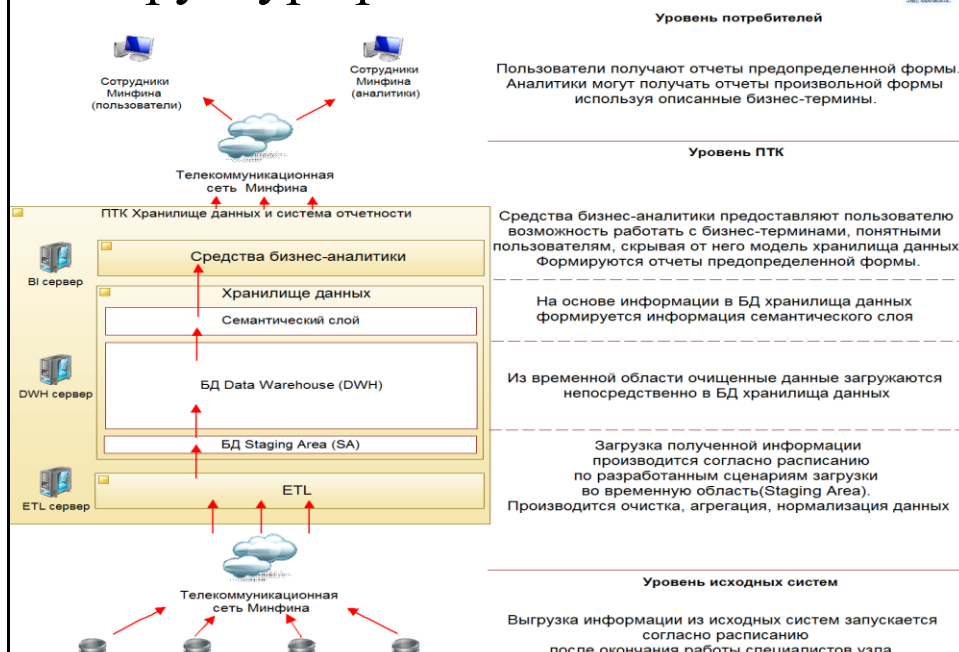 Уровень потребителей
Сотрудники
Минфина
(пользователи)
Сотрудники
Минфина
(аналитики)
Пользователи получают отчеты предопределенной формы.
Аналитики могут получать отчеты произвольной формы
используя описанные бизнес-термины.
Телекоммуникационная
сеть Минфина
Уровень ПТК
ПТК Хранилище данных и система отчетности
BI сервер
Средства бизнес-аналитики
Средства бизнес-аналитики предоставляют пользователю
возможность работать с бизнес-терминами, понятными
пользователям, скрывая от него модель хранилища данных
Формируются отчеты предопределенной формы.
Хранилище данных
Семантический слой
На основе информации в БД хранилища данных
формируется информация семантического слоя
DWH сервер
БД Data Warehouse (DWH)
Из временной области очищенные данные загружаются
непосредственно в БД хранилища данных
БД Staging Area (SA)
ETL сервер
ETL
Загрузка полученной информации
производится согласно расписанию
по разработанным сценариям загрузки
во временную область(Staging Area).
Производится очистка, агрегация, нормализация данных
Телекоммуникационная
сеть Минфина
Уровень исходных систем
Выгрузка информации из исходных систем запускается
согласно расписанию
после окончания работы специалистов узла